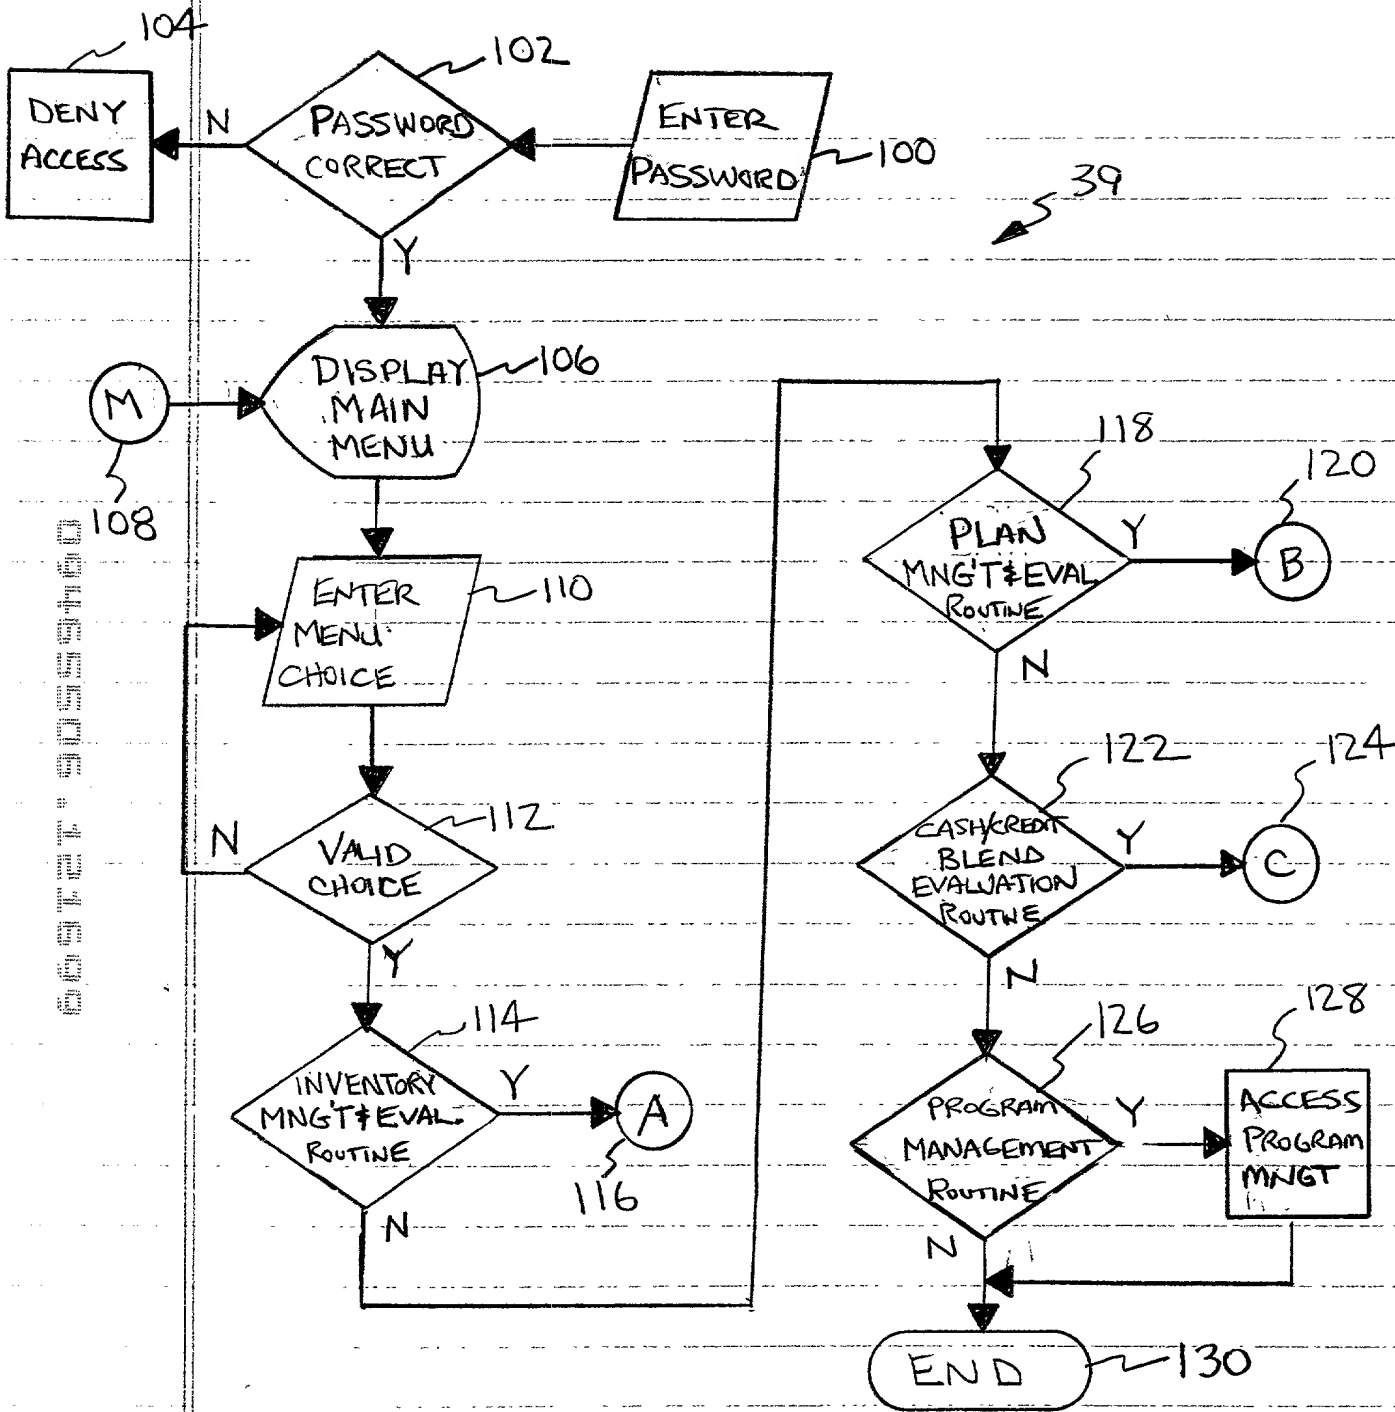 104
DENY
ACCESS
N
102
PASSWORD
CORRECT
Y
ENTER
PASSWORD
100
39
M
108
DISPLAY
MAIN
MENU
106
ENTER
MENU
CHOICE
110
VALID
CHOICE
112
N
Y
INVENTORY
MNG'T & EVAL.
ROUTINE
114
Y
A
116
N
PLAN
MNG'T & EVAL
ROUTINE
118
Y
120
B
N
CASH/CREDIT
BLEND
EVALUATION
ROUTINE
122
Y
124
C
N
PROGRAM
MANAGEMENT
ROUTINE
126
Y
128
ACCESS
PROGRAM
MNGT
N
END
130